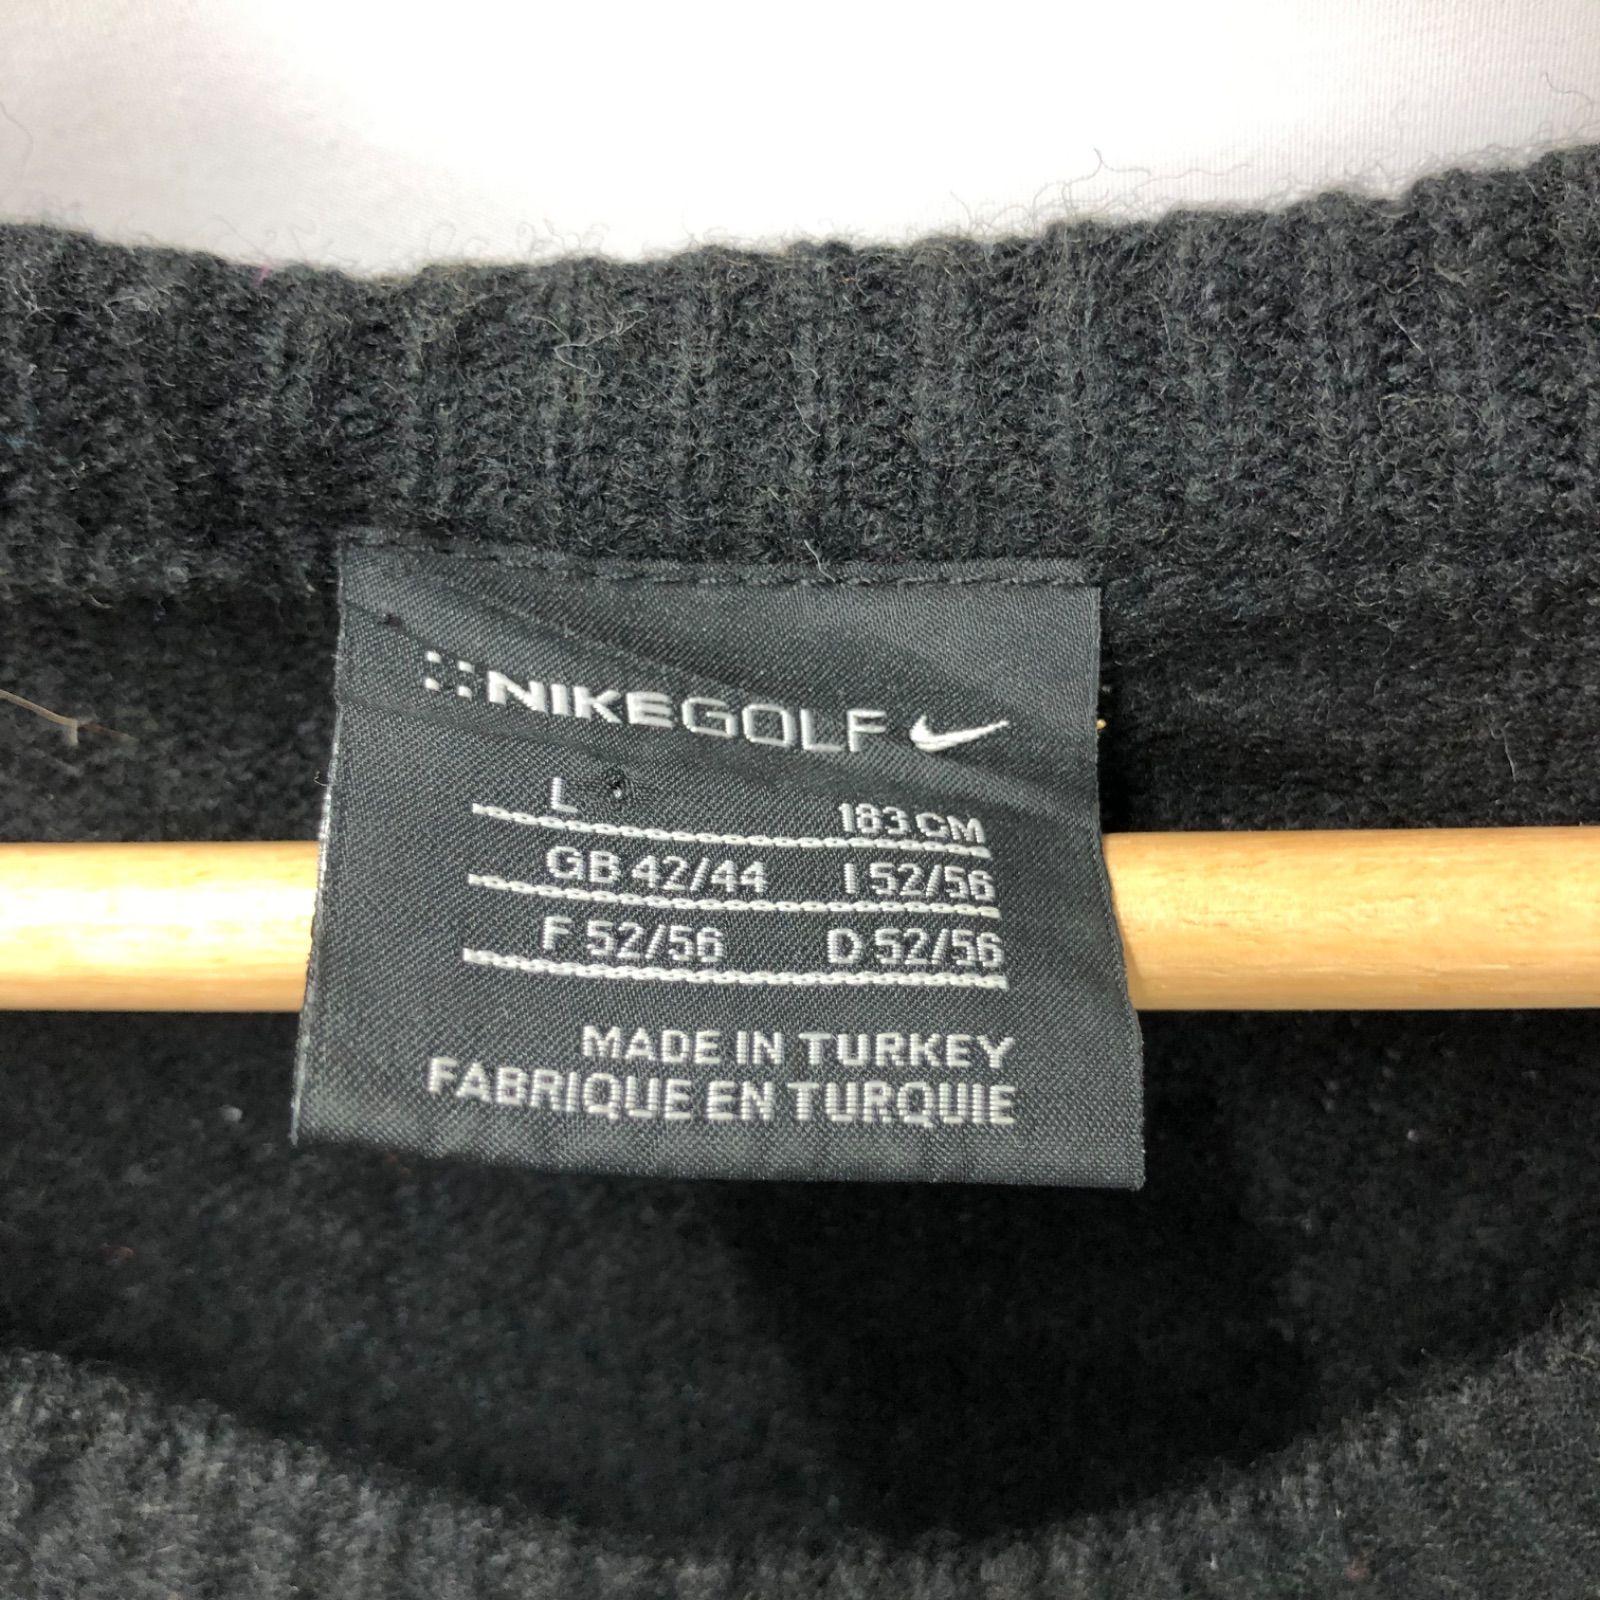 NIKEGOLF
L 183 CM
GB 42/44 I 52/56
F 52/56 D 52/56
MADE IN TURKEY
FABRIQUE EN TURQUIE